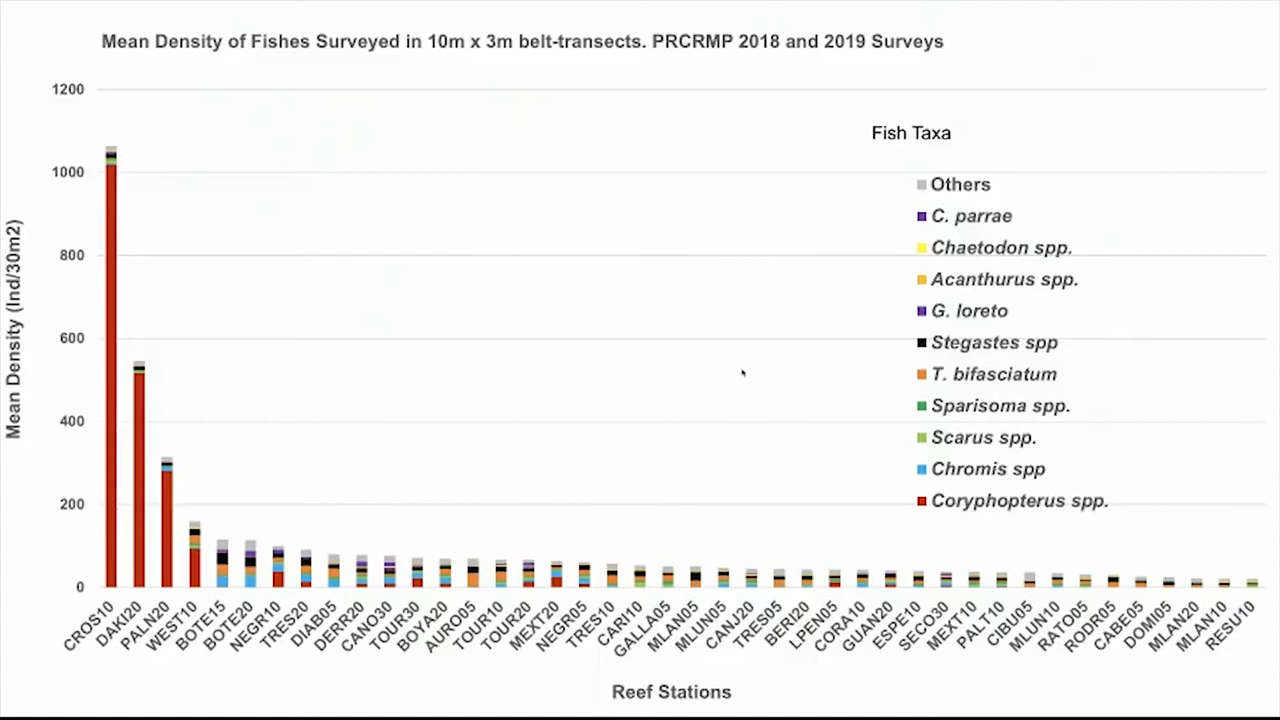 Mean Density of Fishes Surveyed in 10m x 3m belt-transects. PRCRMP 2018 and 2019 Surveys
Mean Density (Ind/30m2)
1200
1000
800
600
400
200
0
Fish Taxa
Others
C. parrae
Chaetodon spp.
Acanthurus spp.
G. loreto
Stegastes spp
T. bifasciatum
Sparisoma spp.
Scarus spp.
Chromis spp
Coryphopterus spp.
CROS10
DAKI20
PALN20
WEST10
BOTE15
BOTE20
NEGR10
TRES20
DIAB05
DERR20
CANO30
TOUR30
BOYA20
AURO05
TOUR10
TOUR20
MEXT20
NEGR05
TRES10
CARI10
GALLA05
MLAN05
MLUN05
CANJ20
TRES05
BERI20
LPEN05
CORA10
GUAN20
ESPE10
SECO30
MEXT10
PALT10
CIBU05
MLUN10
RATO05
RODR05
CABE05
DOMI05
MLAN20
MLAN10
RESU10
Reef Stations